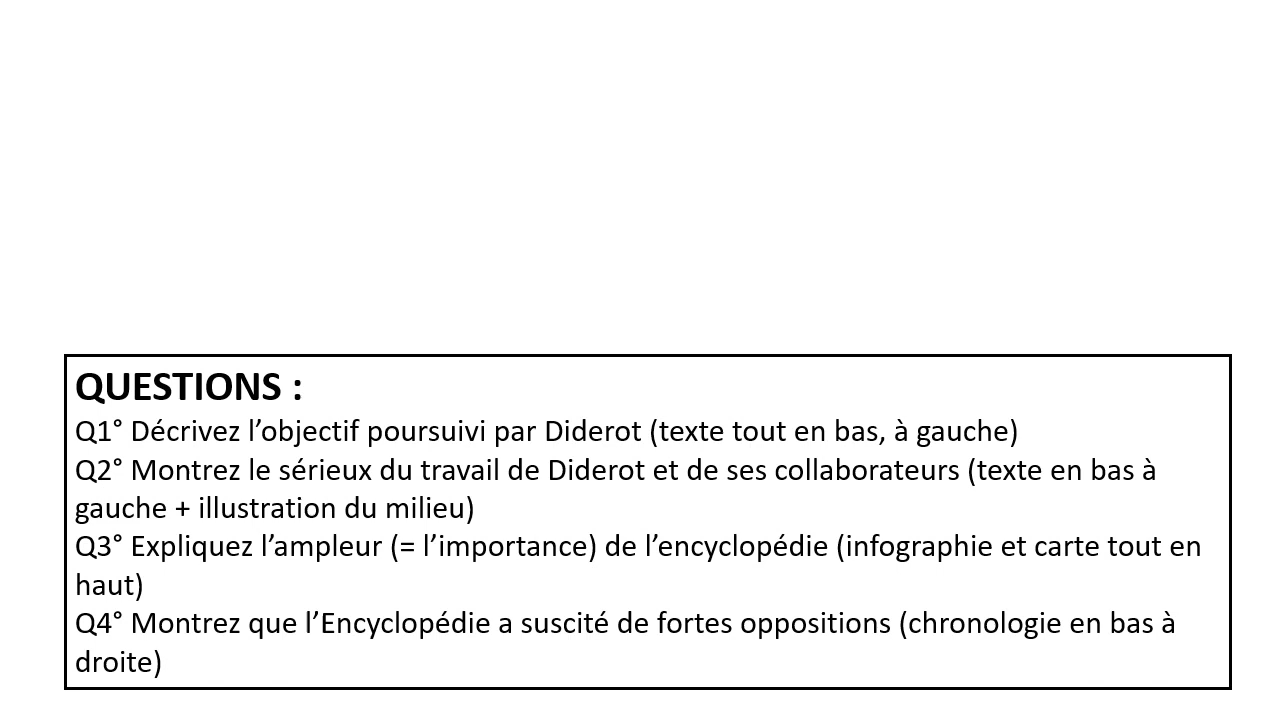 QUESTIONS :
Q1° Décrivez l’objectif poursuivi par Diderot (texte tout en bas, à gauche)
Q2° Montrez le sérieux du travail de Diderot et de ses collaborateurs (texte en bas à
gauche + illustration du milieu)
Q3° Expliquez l’ampleur (= l’importance) de l’encyclopédie (infographie et carte tout en
haut)
Q4° Montrez que l’Encyclopédie a suscité de fortes oppositions (chronologie en bas à
droite)